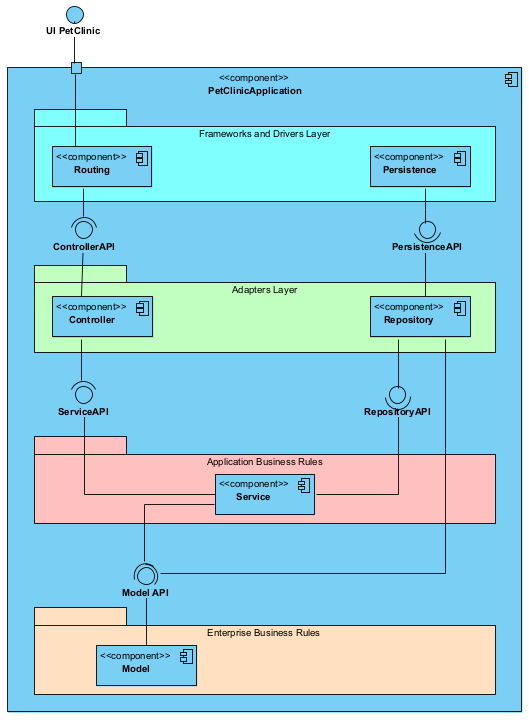 UI PetClinic
<<component>>
PetClinicApplication
Frameworks and Drivers Layer
<<component>>
Routing
<<component>>
Persistence
ControllerAPI
PersistenceAPI
Adapters Layer
<<component>>
Controller
<<component>>
Repository
ServiceAPI
RepositoryAPI
Application Business Rules
<<component>>
Service
Model API
Enterprise Business Rules
<<component>>
Model